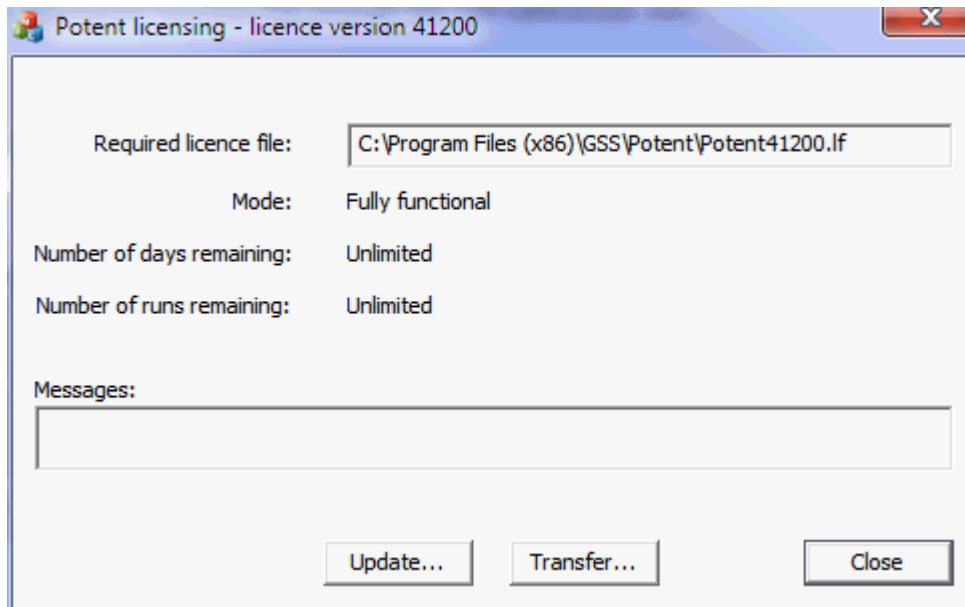 Potent licensing - licence version 41200
Required licence file: C:\Program Files (x86)\GSS\Potent\Potent41200.lf
Mode: Fully functional
Number of days remaining: Unlimited
Number of runs remaining: Unlimited
Messages:
Update... Transfer... Close